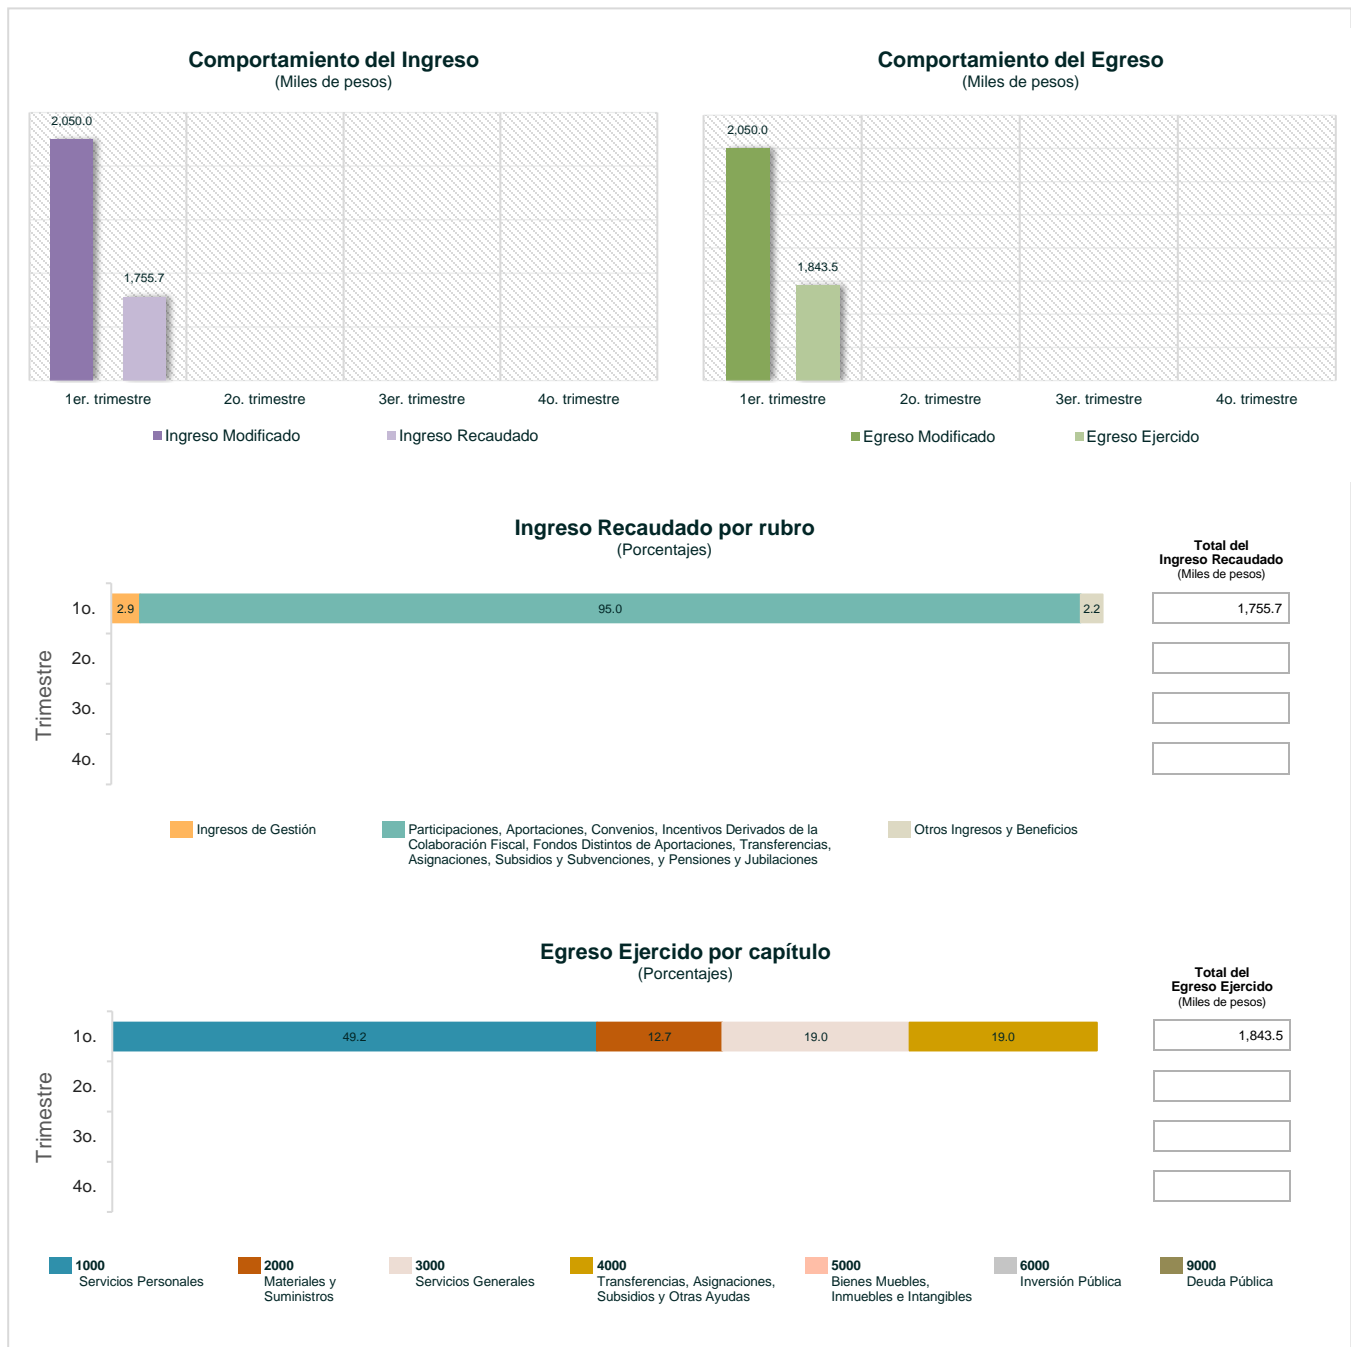 Comportamiento del Ingreso
(Miles de pesos)
2,050.0
1,755.7
1er. trimestre
2o. trimestre
3er. trimestre
4o. trimestre
Ingreso Modificado
Ingreso Recaudado
Comportamiento del Egreso
(Miles de pesos)
2,050.0
1,843.5
1er. trimestre
2o. trimestre
3er. trimestre
4o. trimestre
Egreso Modificado
Egreso Ejercido
Ingreso Recaudado por rubro
(Porcentajes)
Total del
Ingreso Recaudado
(Miles de pesos)
Trimestre
1o.
2.9
95.0
2.2
1,755.7
2o.
3o.
4o.
Ingresos de Gestión
Participaciones, Aportaciones, Convenios, Incentivos Derivados de la
Colaboración Fiscal, Fondos Distintos de Aportaciones, Transferencias,
Asignaciones, Subsidios y Subvenciones, y Pensiones y Jubilaciones
Otros Ingresos y Beneficios
Egreso Ejercido por capítulo
(Porcentajes)
Total del
Egreso Ejercido
(Miles de pesos)
Trimestre
1o.
49.2
12.7
19.0
19.0
1,843.5
2o.
3o.
4o.
1000
Servicios Personales
2000
Materiales y
Suministros
3000
Servicios Generales
4000
Transferencias, Asignaciones,
Subsidios y Otras Ayudas
5000
Bienes Muebles,
Inmuebles e Intangibles
6000
Inversión Pública
9000
Deuda Pública